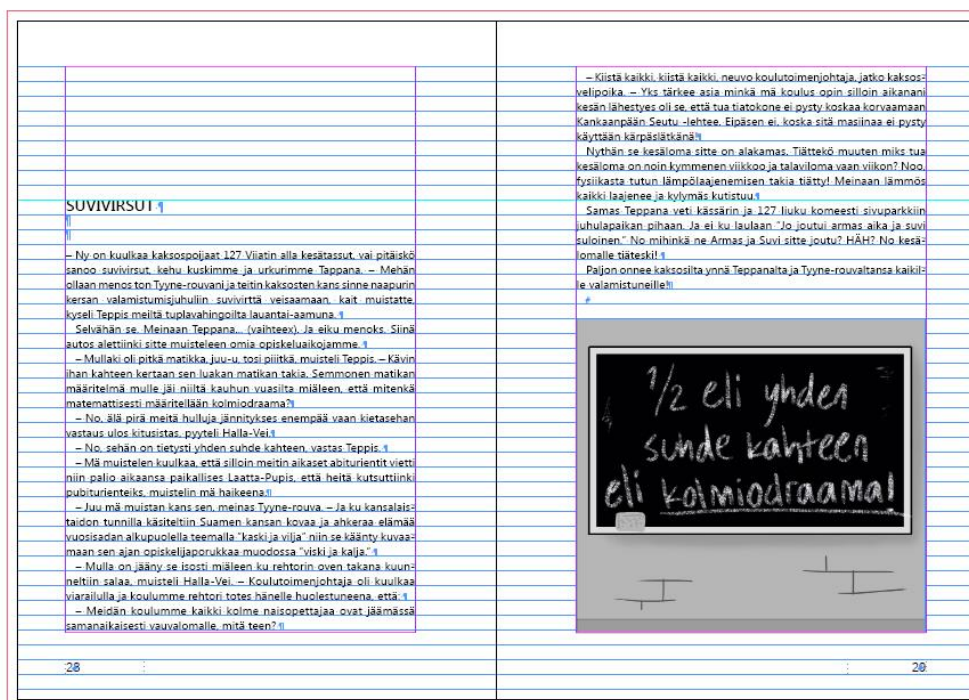 SUVIVIRSUT
– Ny on kuulkaa kaksospoijaat 127 Viiatin alla kesätassut, vai pitäiskö
sanoo suvivirsut, kehu kuskimme ja urkurimme Tappana. – Mehän
ollaan menos ton Tyyne-rouvani ja teitin kaksosten kans sinne naapurin
kersan valamistumisjuhuliin suvivirttä veisaamaan, kait muistatte,
kyseli Teppis meiltä tuplavahingoilta lauantai-aamuna.
Selvähän se. Meinaan Teppana... (vaihteex). Ja eiku menoks. Siinä
autos alettiinki sitte muisteleen omia opiskeluaikojamme.
– Mullaki oli pitkä matikka, juu-u, tosi piiitkä, muisteli Teppis. – Kävin
ihan kahteen kertaan sen luakan matikan takia. Semmonen matikan
määritelmä mulle jäi niiltä kauhun vuasilta miäleen, että mitenkä
matemattisesti määritellään kolmiodraama?
– No, älä pirä meitä hulluja jännitykses enempää vaan kietasehan
vastaus ulos kitusistas, pyyteli Halla-Vei.
– No, sehän on tietysti yhden suhde kahteen, vastas Teppis.
– Mä muistelen kuulkaa, että silloin meitin aikaset abiturientit vietti
niin palio aikaansa paikallises Laatta-Pupis, että heitä kutsuttiinki
pubiturienteiks, muistelin mä haikeena.
– Juu mä muistan kans sen, meinas Tyyne-rouva. – Ja ku kansalais-
taidon tunnilla käsiteltiin Suamen kansan kovaa ja ahkeraa elämää
vuosisadan alkupuolella teemalla "kaski ja vilja" niin se käänty kuvaa-
maan sen ajan opiskelijaporukkaa muodossa "viski ja kalja."
– Mulla on jääny se isosti miäleen ku rehtorin oven takana kuun-
neltiin salaa, muisteli Halla-Vei. – Koulutoimenjohtaja oli kuulkaa
viarailulla ja koulumme rehtori totes hänelle huolestuneena, että:
– Meidän koulumme kaikki kolme naisopettajaa ovat jäämässä
samanaikaisesti vauvalomalle, mitä teen?
28
– Kiistä kaikki, kiistä kaikki, neuvo koulutoimenjohtaja, jatko kaksos-
velipoika. – Yks tärkee asia minkä mä koulus opin silloin aikanani
kesän lähestyes oli se, että tua tiatokone ei pysty koskaa korvaamaan
Kankaanpään Seutu -lehtee. Eipäsen ei, koska sitä masiinaa ei pysty
käyttään kärpäslätkänä!
Nythän se kesäloma sitte on alakamas. Tiättekö muuten miks tua
kesäloma on noin kymmenen viikkoo ja talaviloma vaan viikon? Noo,
fysiikasta tutun lämpölaajenemisen takia tiätty! Meinaan lämmös
kaikki laajenee ja kylymäs kutistuu.
Samas Teppana veti kässärin ja 127 liuku komeesti sivuparkkiin
juhulapaikan pihaan. Ja ei ku laulaan "Jo joutui armas aika ja suvi
suloinen." No mihinkä ne Armas ja Suvi sitte joutu? HÄH? No kesä-
lomalle tiäteski!
Paljon onnee kaksosilta ynnä Teppanalta ja Tyyne-rouvaltansa kaikil-
le valamistuneille!
1/2 eli yhden
suhde kahteen
eli kolmiodraama!
29